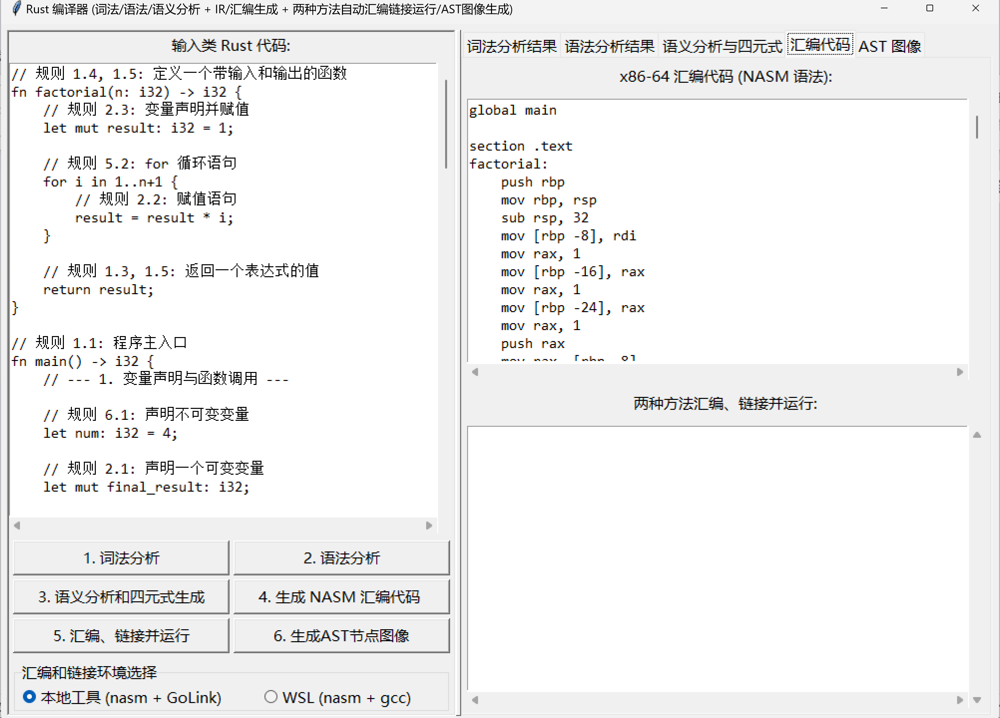 Rust 编译器 (词法/语法/语义分析 + IR/汇编生成 + 两种方法自动汇编链接运行/AST图像生成)
输入类 Rust 代码:
// 规则 1.4, 1.5: 定义一个带输入和输出的函数
fn factorial(n: i32) -> i32 {
    // 规则 2.3: 变量声明并赋值
    let mut result: i32 = 1;

    // 规则 5.2: for 循环语句
    for i in 1..n+1 {
        // 规则 2.2: 赋值语句
        result = result * i;
    }

    // 规则 1.3, 1.5: 返回一个表达式的值
    return result;
}

// 规则 1.1: 程序主入口
fn main() -> i32 {
    // --- 1. 变量声明与函数调用 ---

    // 规则 6.1: 声明不可变变量
    let num: i32 = 4;

    // 规则 2.1: 声明一个可变变量
    let mut final_result: i32;
1. 词法分析
2. 语法分析
3. 语义分析和四元式生成
4. 生成 NASM 汇编代码
5. 汇编、链接并运行
6. 生成AST节点图像
汇编和链接环境选择
本地工具 (nasm + GoLink)
WSL (nasm + gcc)
词法分析结果
语法分析结果
语义分析与四元式
汇编代码
AST 图像
x86-64 汇编代码 (NASM 语法):
global main

section .text
factorial:
    push rbp
    mov rbp, rsp
    sub rsp, 32
    mov [rbp -8], rdi
    mov rax, 1
    mov [rbp -16], rax
    mov rax, 1
    mov [rbp -24], rax
    mov rax, 1
    push rax
    mov rax, [rbp -8]
两种方法汇编、链接并运行: